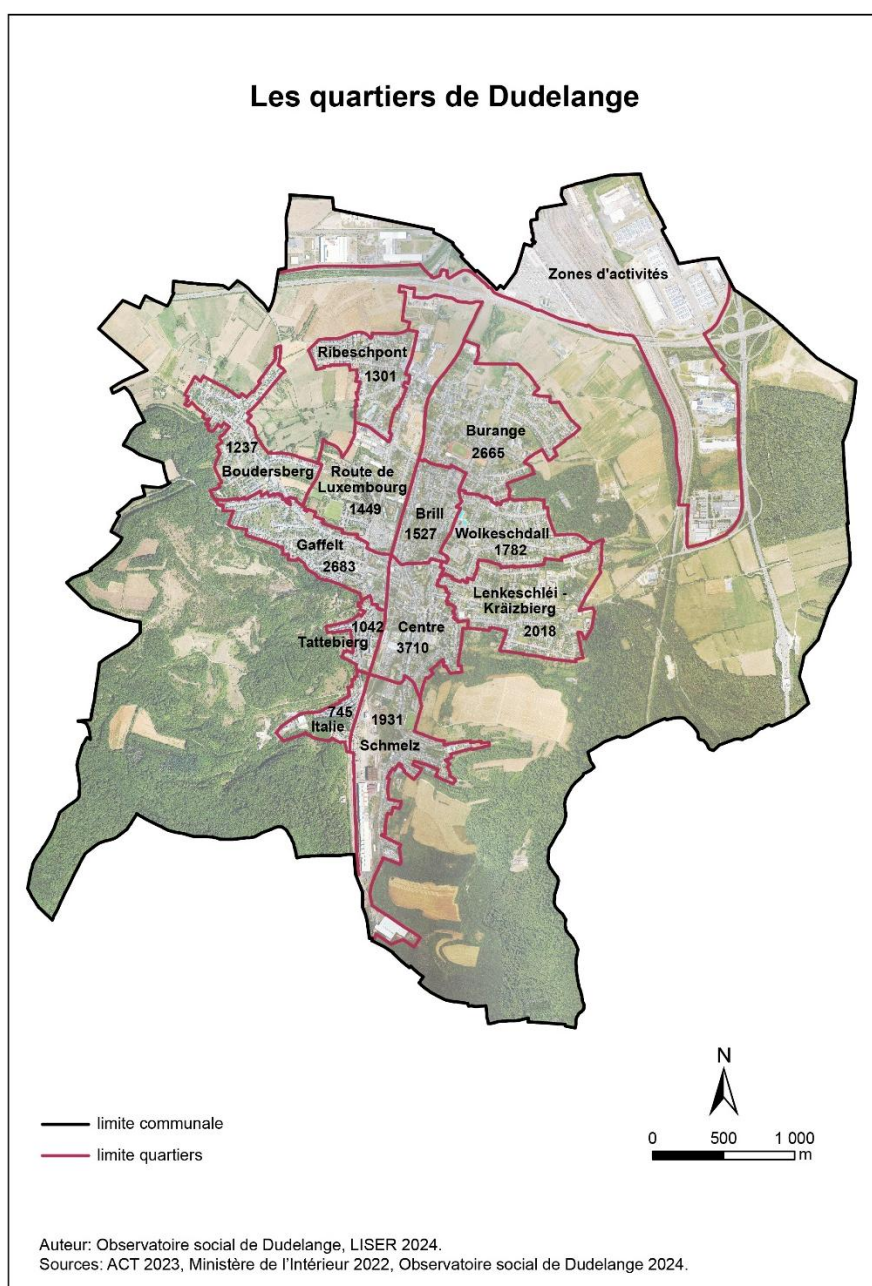 Les quartiers de Dudelange
Zones d'activités
Ribeschpont
1301
Burange
2665
1237
Boudersberg
Route de
Luxembourg
1449
Brill
1527
Wolkeschdall
1782
Gaffelt
2683
Lenkeschléi -
Kräizbierg
2018
1042
Tattebierg
Centre
3710
745
Italie
1931
Schmelz
N
limite communale
limite quartiers
0 500 1 000
m
Auteur: Observatoire social de Dudelange, LISER 2024.
Sources: ACT 2023, Ministère de l'Intérieur 2022, Observatoire social de Dudelange 2024.